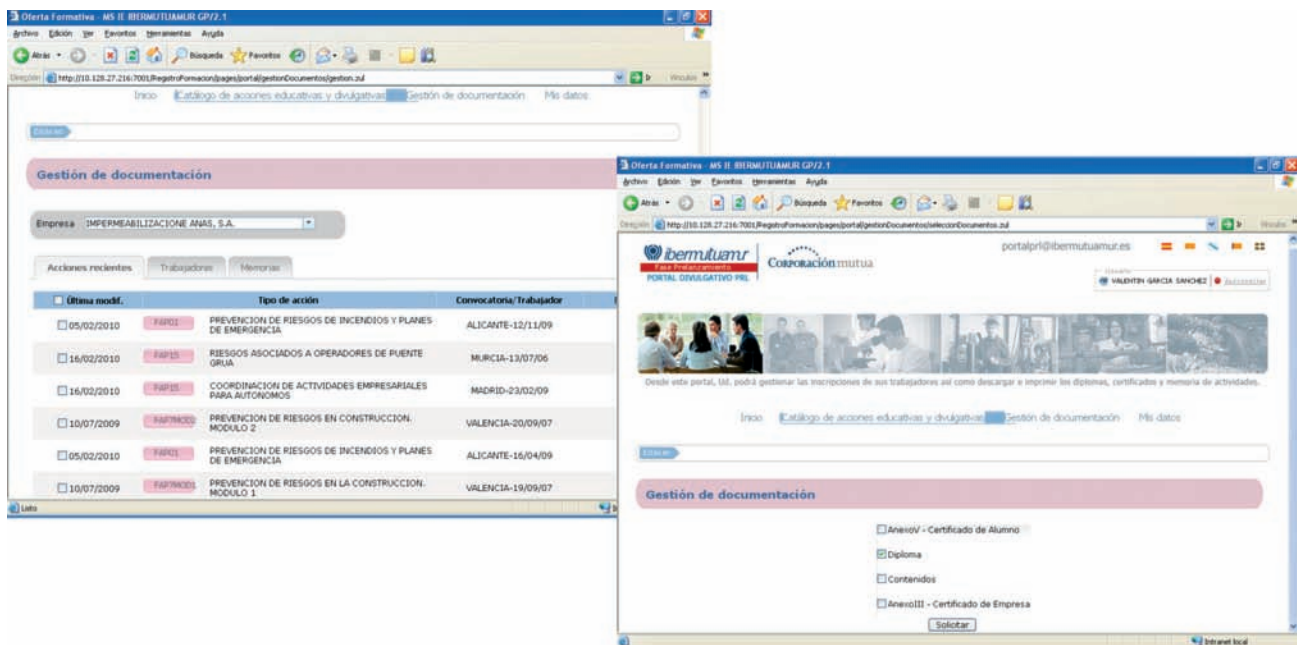 Oferta Formativa - MS IE IBERMUTUAMUR GP/2.1
Archivo Edición Ver Favoritos Herramientas Ayuda
Atrás Búsqueda Favoritos
Dirección http://10.128.27.216:7001/RegistroFormacion/pages/portal/gestionDocumentos/gestion.zul Ir Vínculos
Inicio Catálogo de acciones educativas y divulgativas Gestión de documentación Mis datos
Gestión de documentación
Empresa IMPERMEABILIZACIONE ANAS, S.A.
Acciones recientes Trabajadores Memorias
Última modif. Tipo de acción Convocatoria/Trabajador
05/02/2010 FAP01 PREVENCION DE RIESGOS DE INCENDIOS Y PLANES DE EMERGENCIA ALICANTE-12/11/09
16/02/2010 FAP15 RIESGOS ASOCIADOS A OPERADORES DE PUENTE GRUA MURCIA-13/07/06
16/02/2010 FAP15 COORDINACION DE ACTIVIDADES EMPRESARIALES PARA AUTONOMOS MADRID-23/02/09
10/07/2009 FAP7MOD2 PREVENCION DE RIESGOS EN CONSTRUCCION. MODULO 2 VALENCIA-20/09/07
05/02/2010 FAP01 PREVENCION DE RIESGOS DE INCENDIOS Y PLANES DE EMERGENCIA ALICANTE-16/04/09
10/07/2009 FAP7MOD1 PREVENCION DE RIESGOS EN LA CONSTRUCCION. MODULO 1 VALENCIA-19/09/07
Listo
Oferta Formativa - MS IE IBERMUTUAMUR GP/2.1
Archivo Edición Ver Favoritos Herramientas Ayuda
Atrás Búsqueda Favoritos
Dirección http://10.128.27.216:7001/RegistroFormacion/pages/portal/gestionDocumentos/seleccionDocumentos.zul Ir Vínculos
ibermutuamur CORPORACIÓN mutua portalprl@ibermutuamur.es
Fase Prelanzamiento
PORTAL DIVULGATIVO PRL
VALENTIN GARCIA SANCHEZ
Desde este portal, Ud. podrá gestionar las inscripciones de sus trabajadores así como descargar e imprimir los diplomas, certificados y memoria de actividades.
Inicio Catálogo de acciones educativas y divulgativas Gestión de documentación Mis datos
Gestión de documentación
AnexoV - Certificado de Alumno
Diploma
Contenidos
AnexoIII - Certificado de Empresa
Solicitar
Intranet local